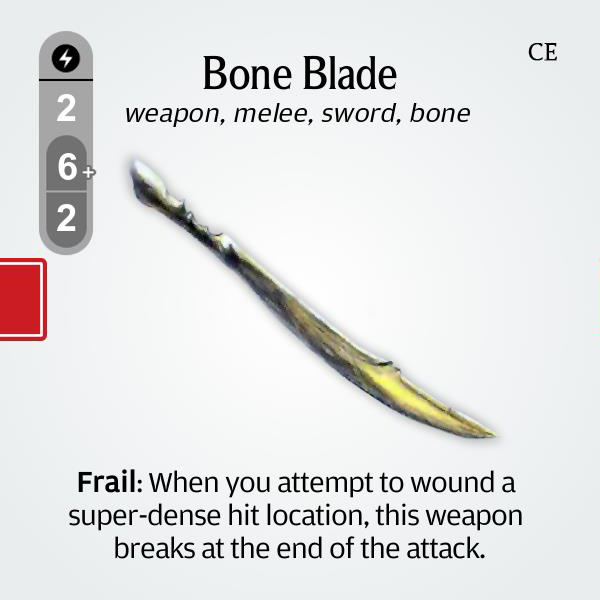 CE
Bone Blade
weapon, melee, sword, bone
2
6+
2
Frail: When you attempt to wound a
super-dense hit location, this weapon
breaks at the end of the attack.